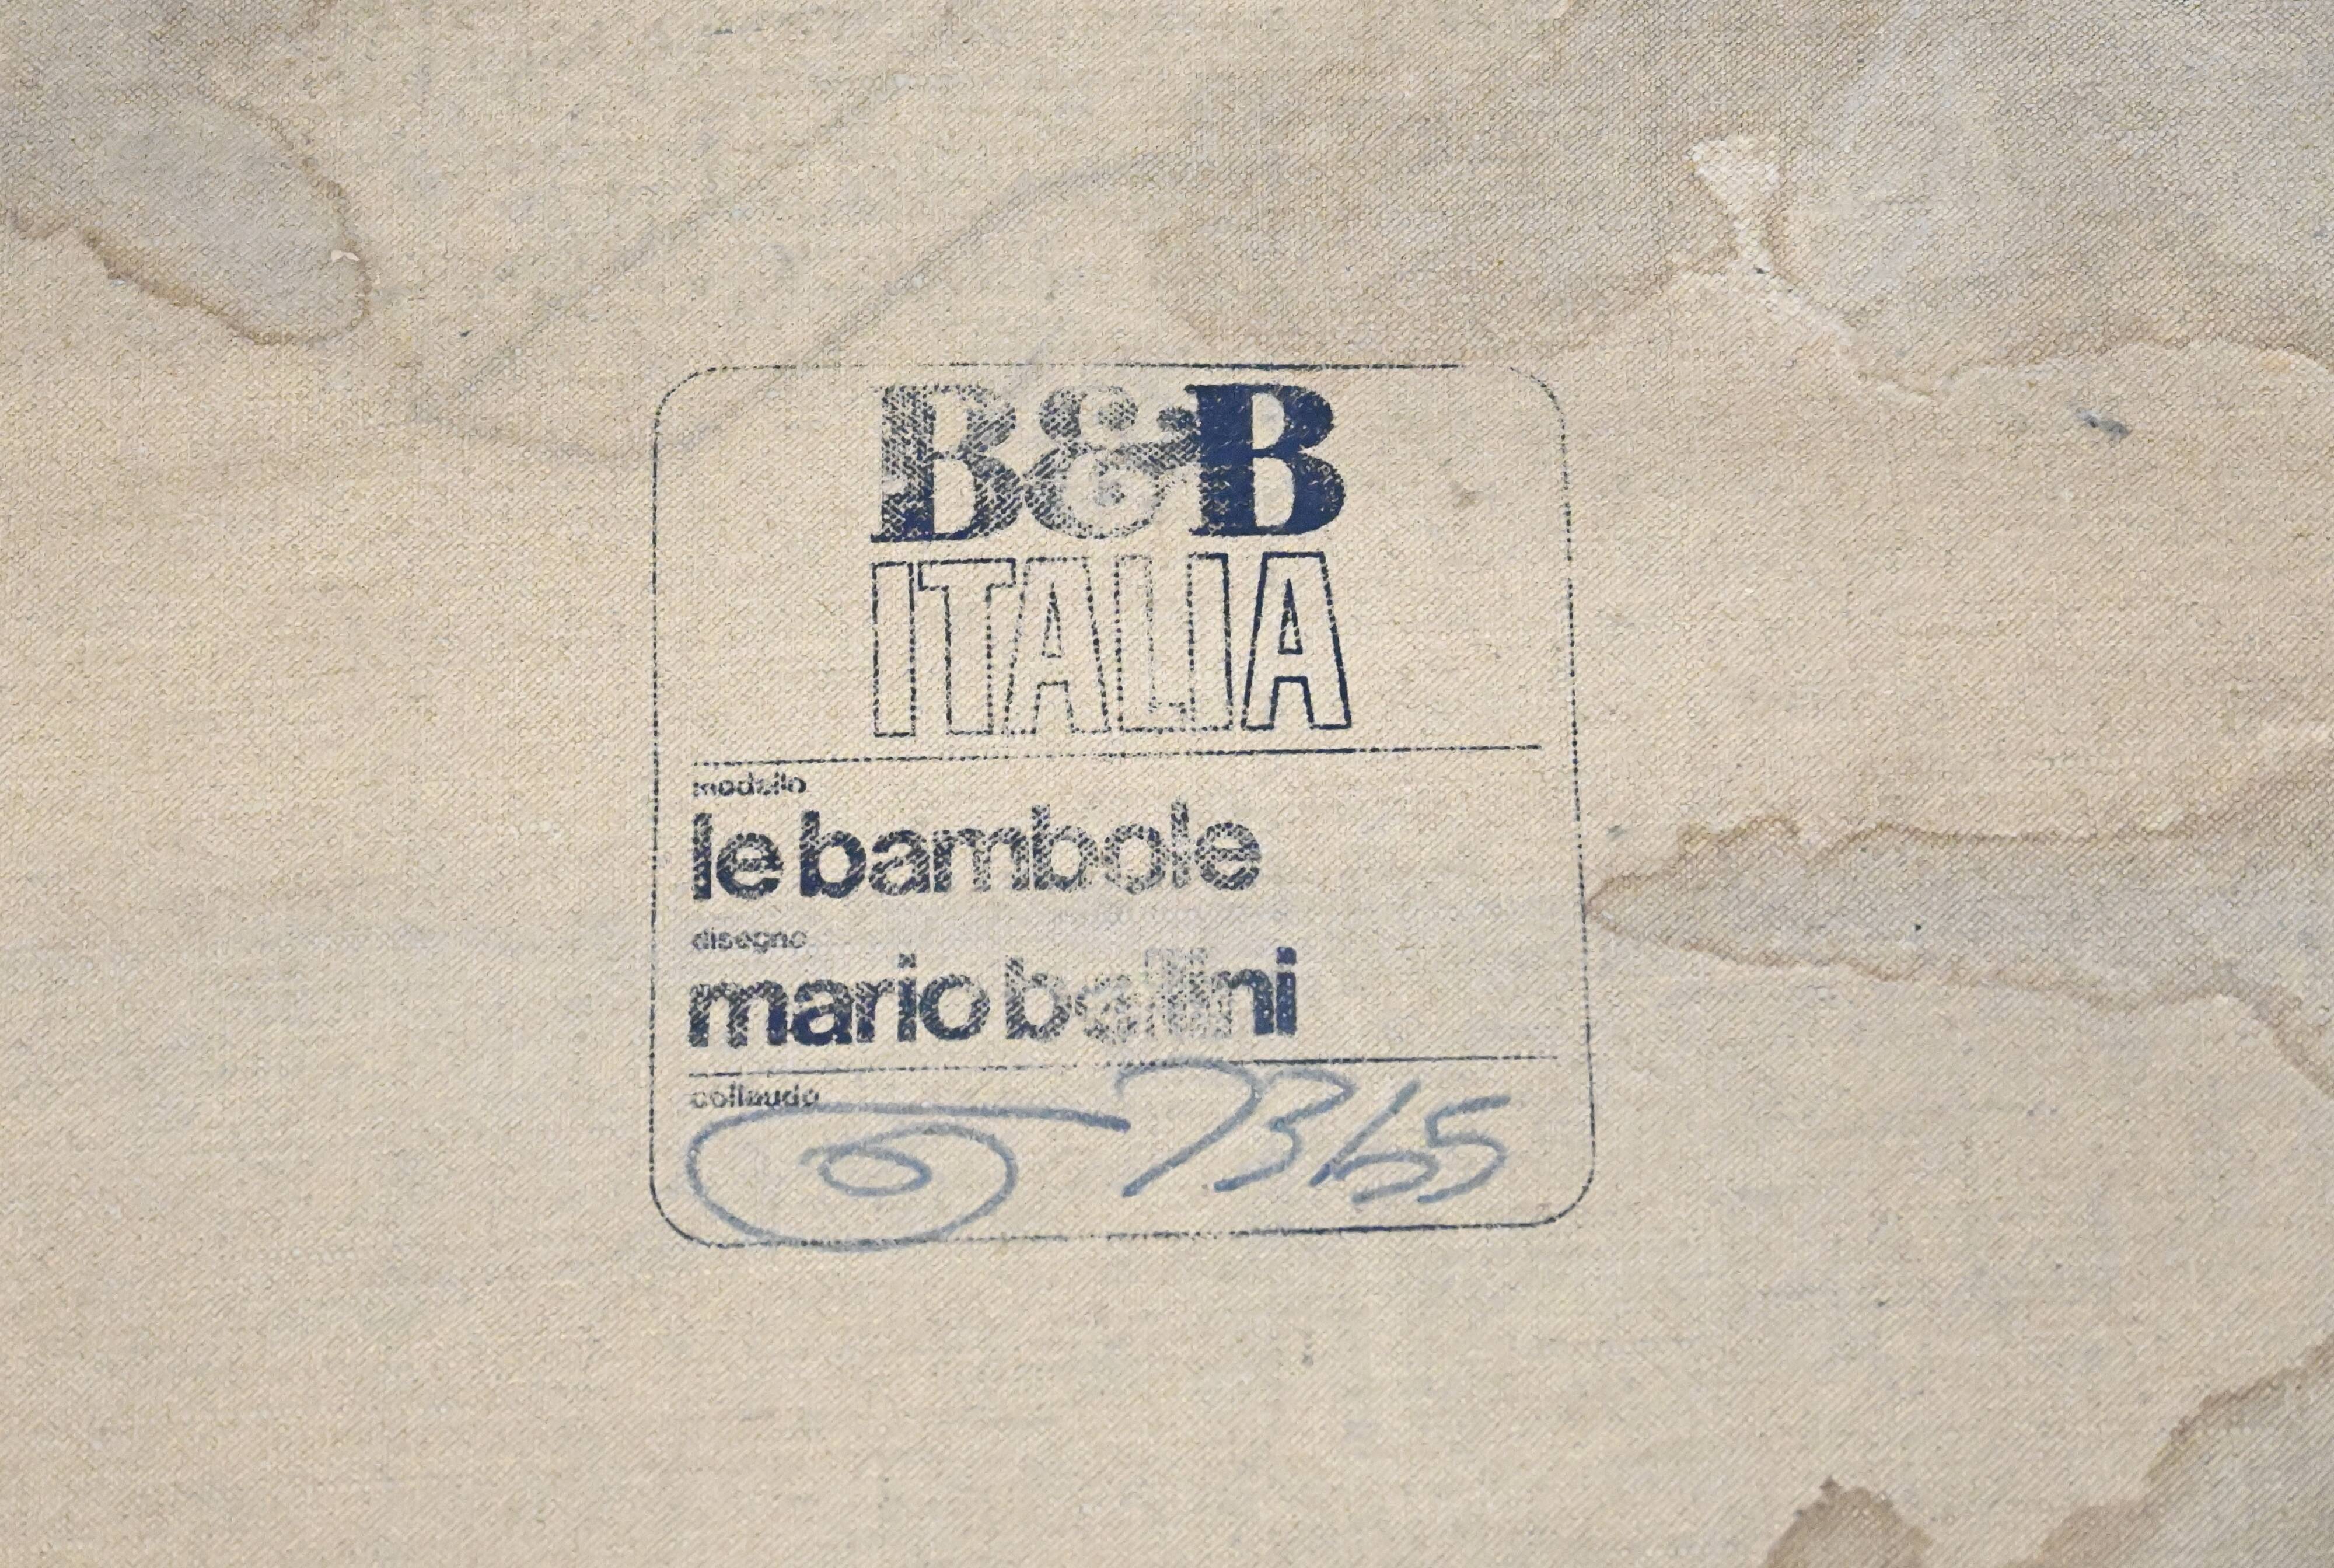 B&B
ITALIA
modello
le bambole
disegno
mario bellini
collaudo